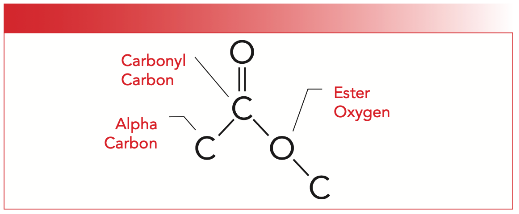 O
Carbonyl
Carbon
C
Ester
Oxygen
Alpha
Carbon
C
O
C